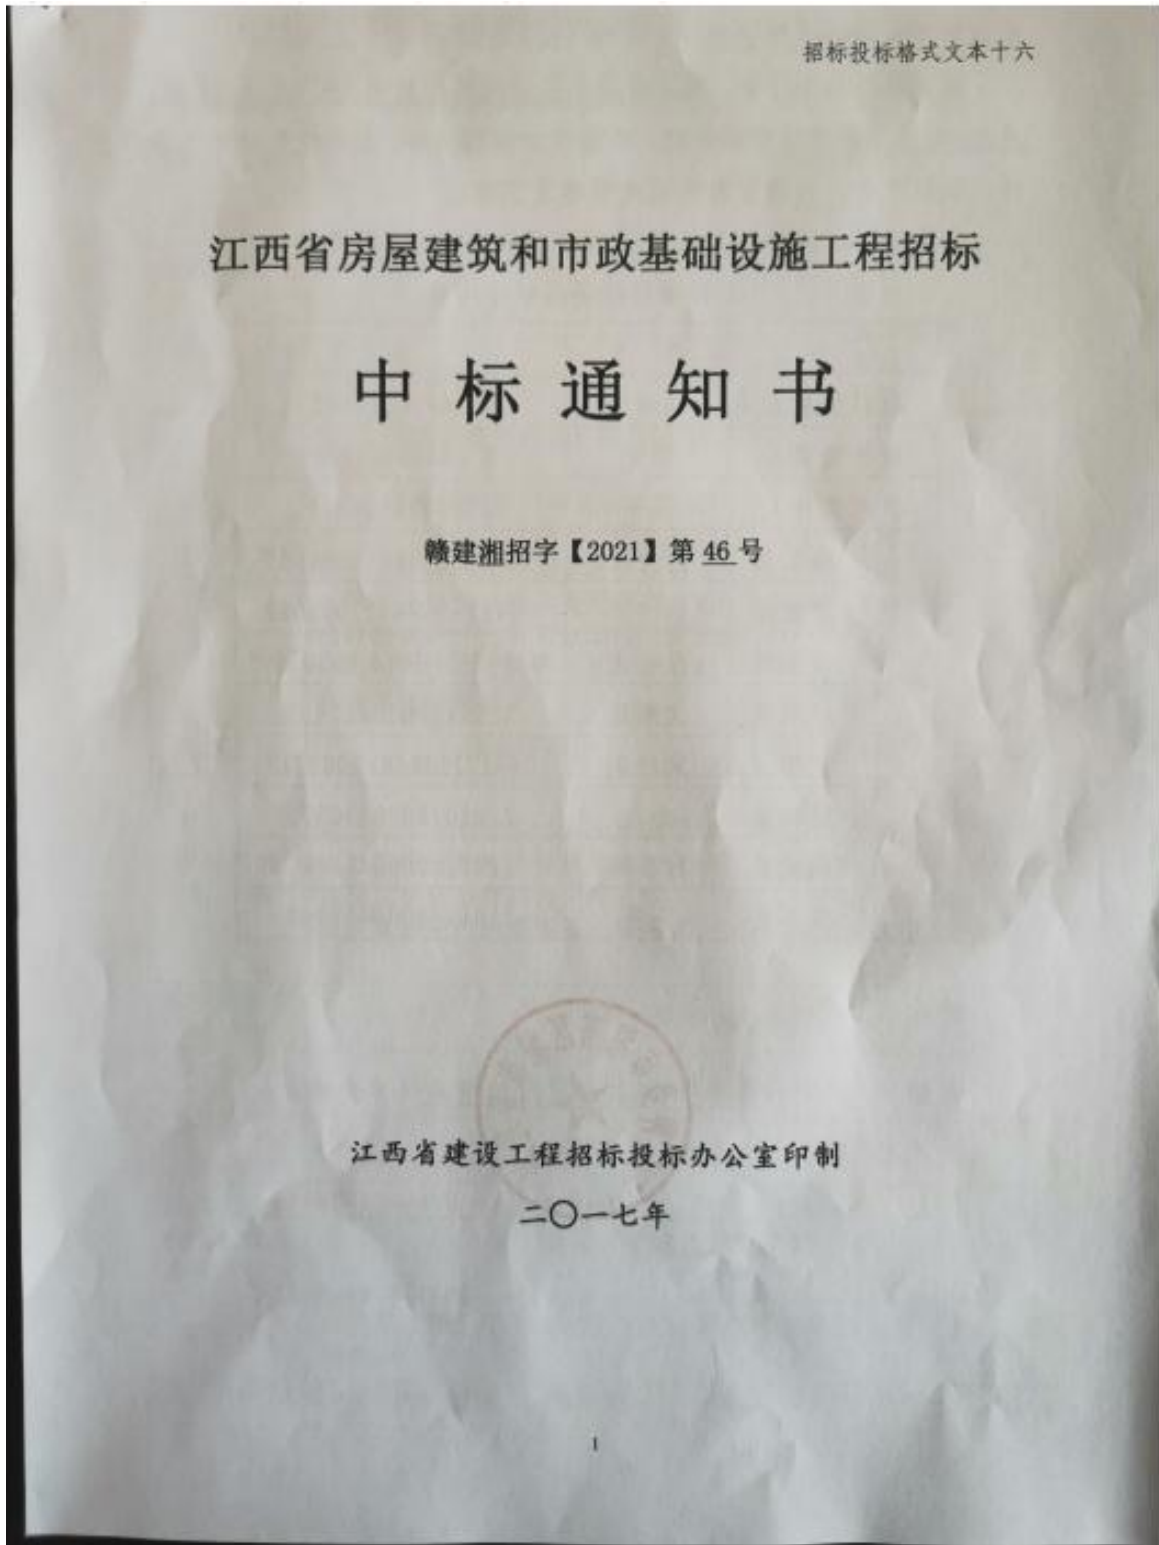 招标投标格式文本十六
江西省房屋建筑和市政基础设施工程招标
中标通知书
赣建湘招字【2021】第 46 号
江西省建设工程招标投标办公室印制
二〇一七年
1